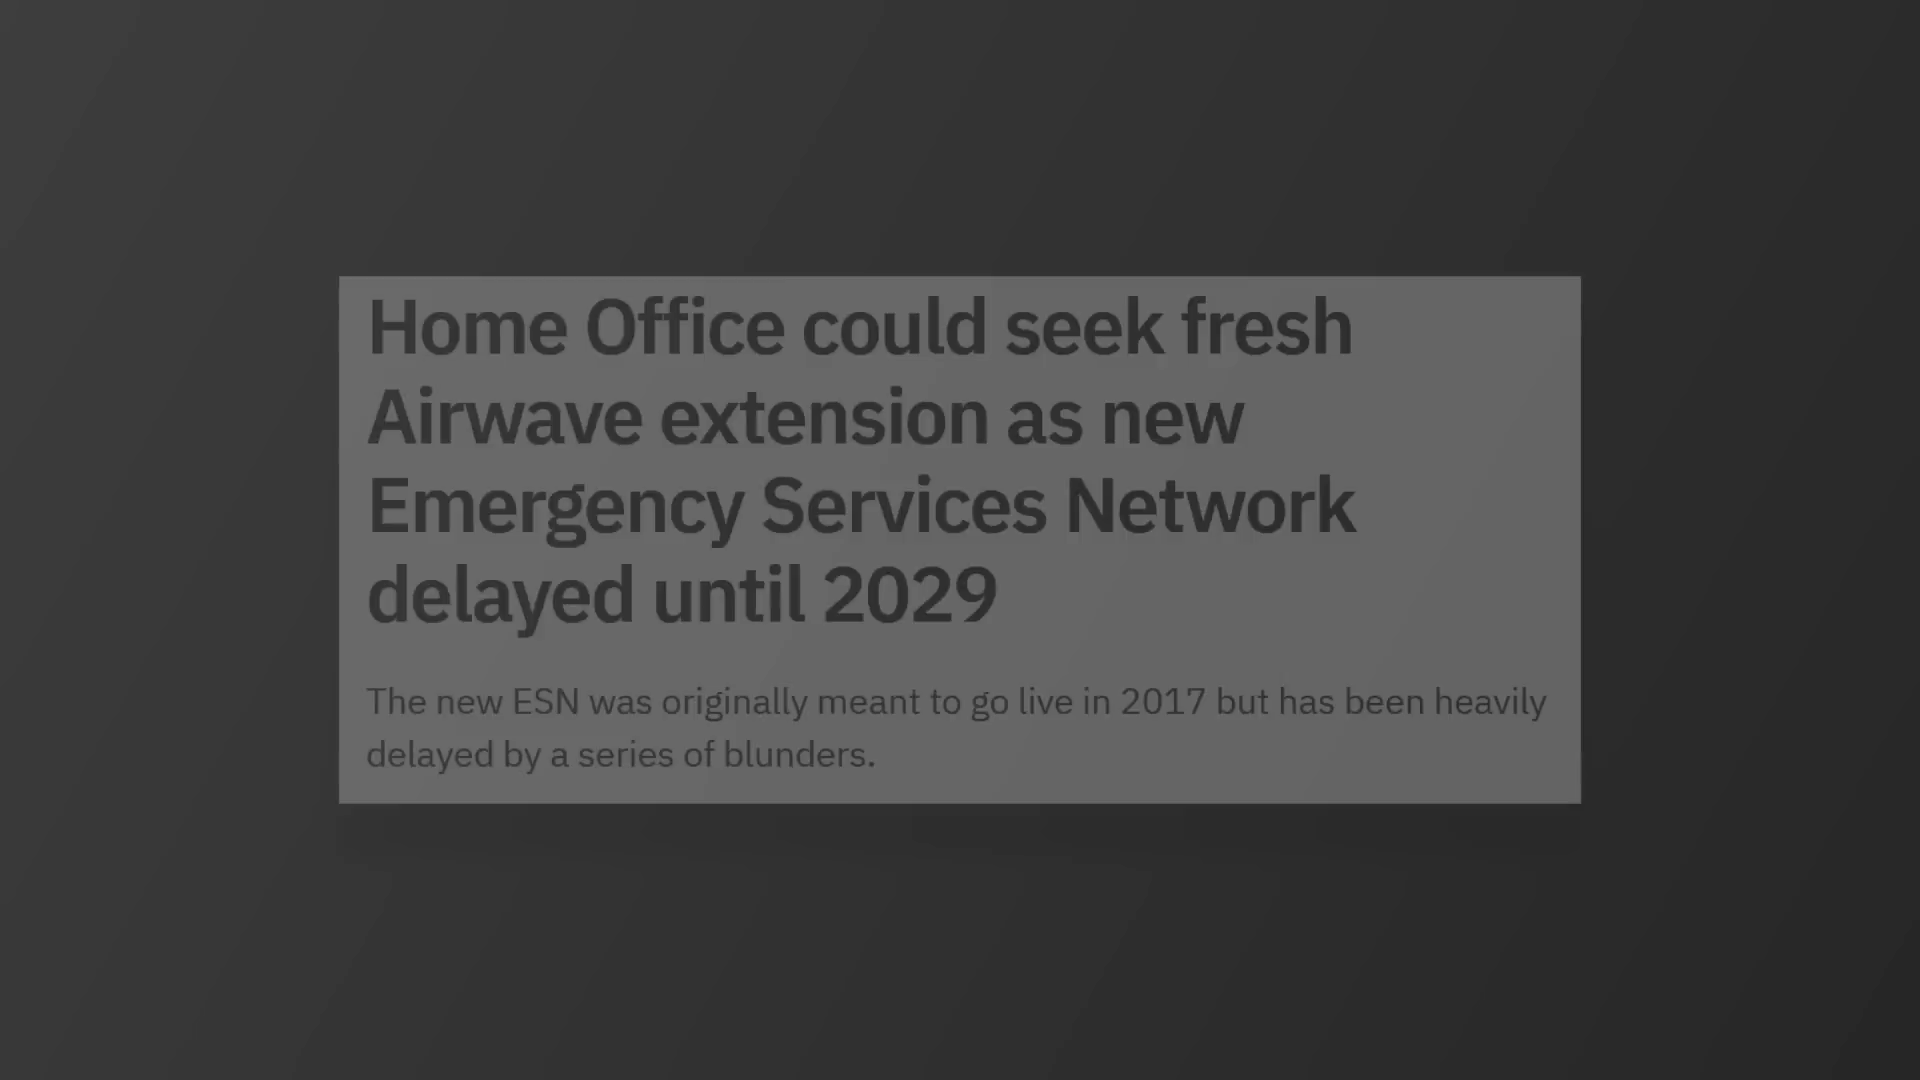 Home Office could seek fresh
Airwave extension as new
Emergency Services Network
delayed until 2029
The new ESN was originally meant to go live in 2017 but has been heavily
delayed by a series of blunders.